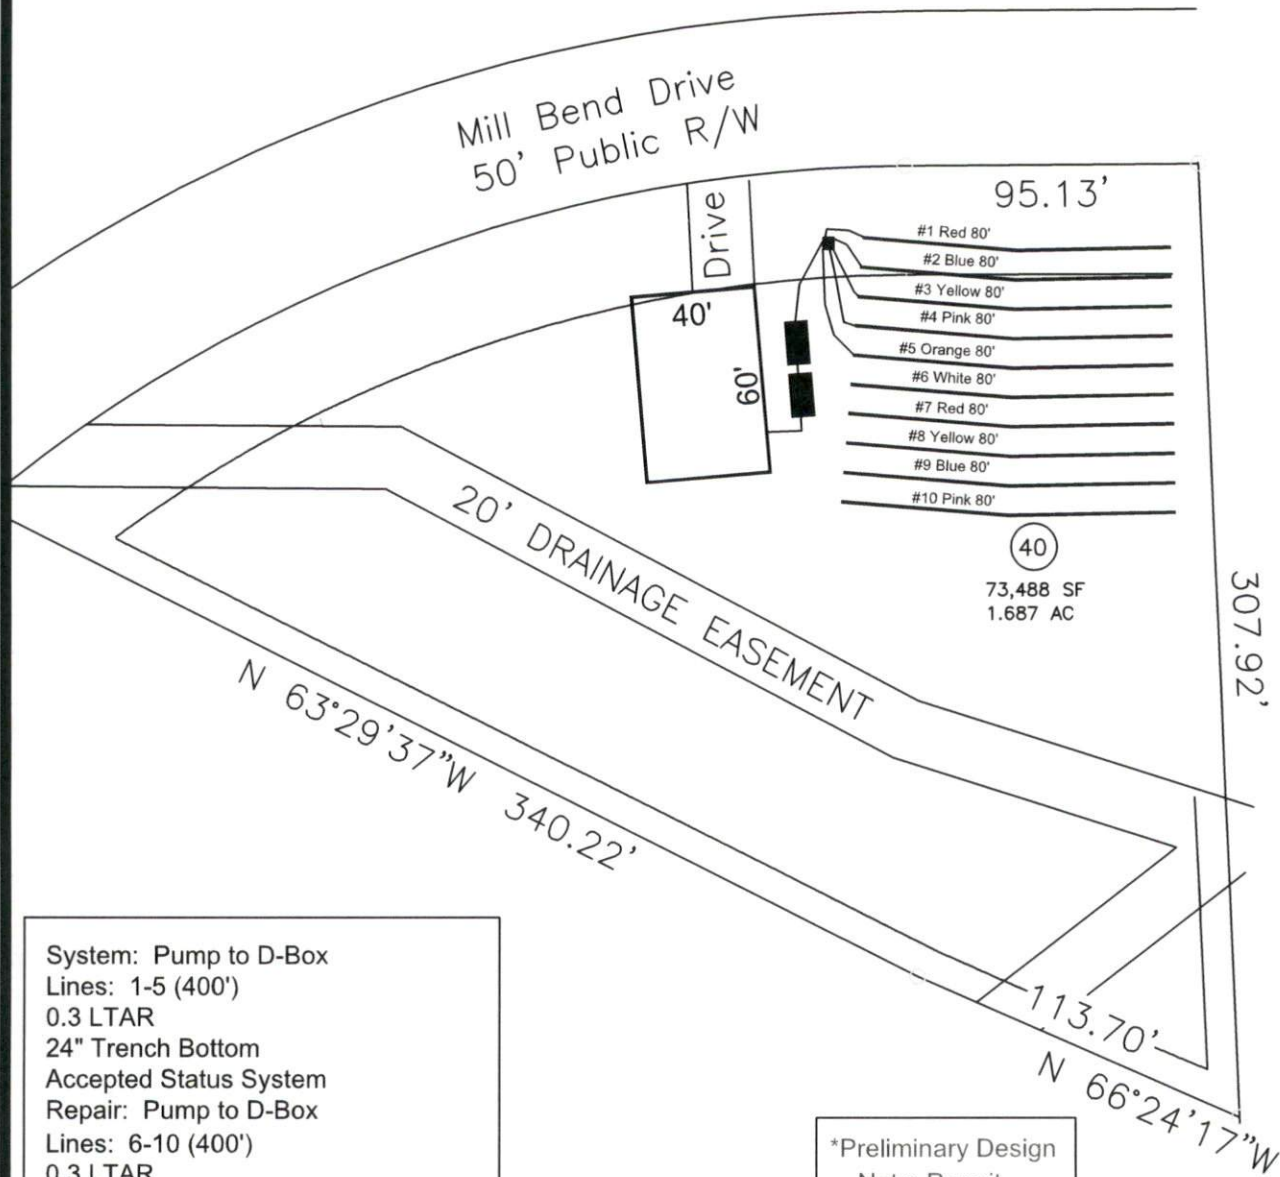 Mill Bend Drive
50' Public R/W
95.13'
Drive
#1 Red 80'
#2 Blue 80'
#3 Yellow 80'
#4 Pink 80'
#5 Orange 80'
#6 White 80'
#7 Red 80'
#8 Yellow 80'
#9 Blue 80'
#10 Pink 80'
40'
60'
40
73,488 SF
1.687 AC
307.92'
20' DRAINAGE EASEMENT
N 63°29'37"W 340.22'
113.70'
N 66°24'17"W
System: Pump to D-Box
Lines: 1-5 (400')
0.3 LTAR
24" Trench Bottom
Accepted Status System
Repair: Pump to D-Box
Lines: 6-10 (400')
0.3 LTAR
*Preliminary Design